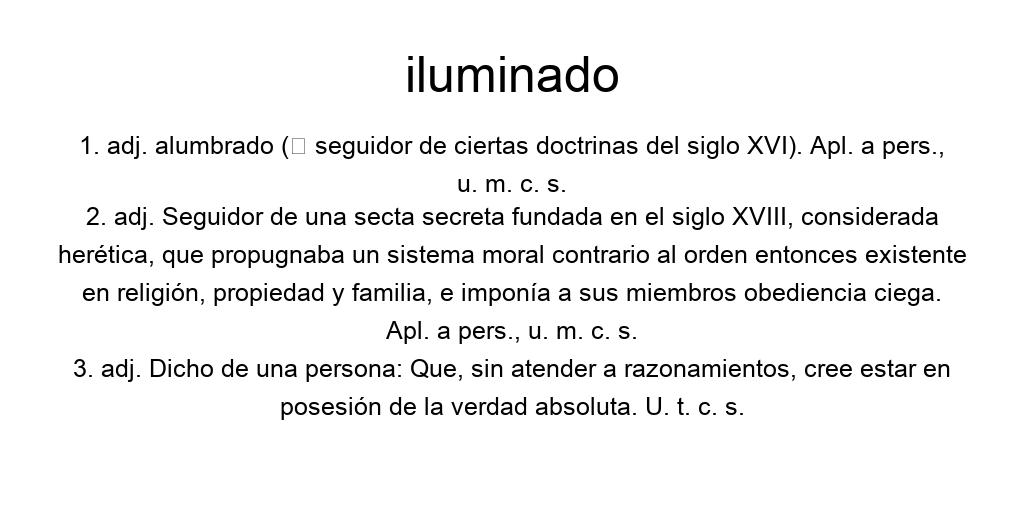 iluminado
1. adj. alumbrado (□ seguidor de ciertas doctrinas del siglo XVI). Apl. a pers.,
u. m. c. s.
2. adj. Seguidor de una secta secreta fundada en el siglo XVIII, considerada
herética, que propugnaba un sistema moral contrario al orden entonces existente
en religión, propiedad y familia, e imponía a sus miembros obediencia ciega.
Apl. a pers., u. m. c. s.
3. adj. Dicho de una persona: Que, sin atender a razonamientos, cree estar en
posesión de la verdad absoluta. U. t. c. s.